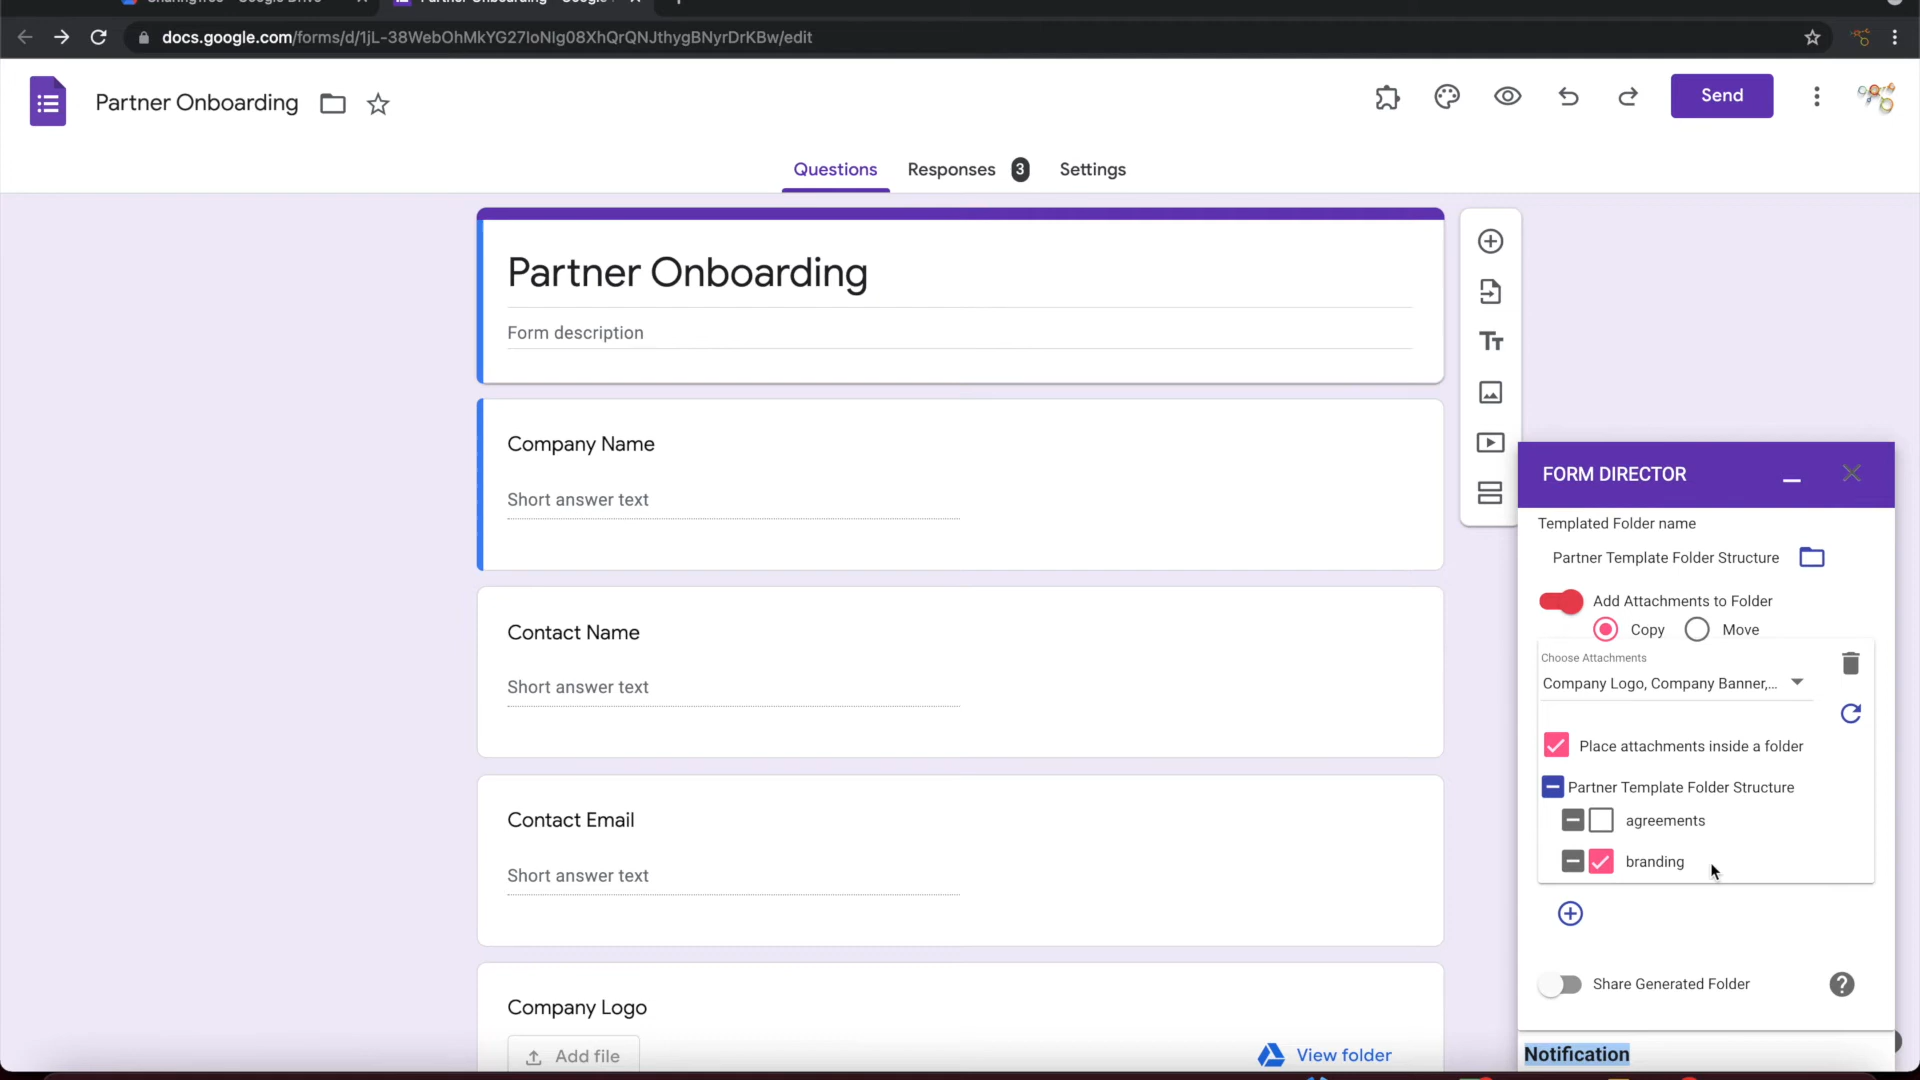 docs.google.com/forms/d/1jL-38WebOhMkYG27IoNIg08XhQrQNJthygBNyrDrKBw/edit
Partner Onboarding
Send
Questions
Responses 3
Settings
Partner Onboarding
Form description
Company Name
Short answer text
Contact Name
Short answer text
Contact Email
Short answer text
Company Logo
Add file
View folder
FORM DIRECTOR
Templated Folder name
Partner Template Folder Structure
Add Attachments to Folder
Copy
Move
Choose Attachments
Company Logo, Company Banner,...
Place attachments inside a folder
Partner Template Folder Structure
agreements
branding
Share Generated Folder
Notification